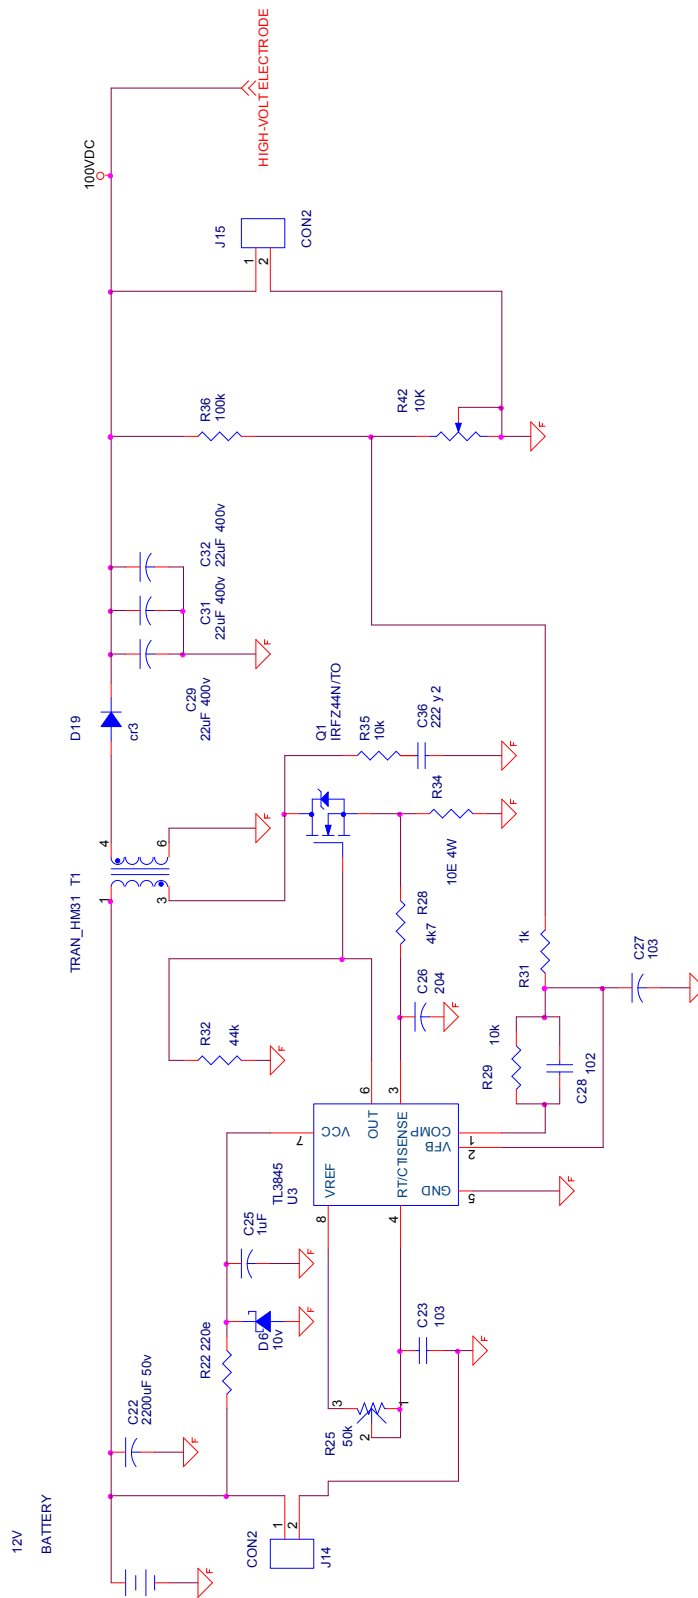 12V
BATTERY
CON2
1
2
J14
C22
2200uF 50v
R22 220e
D6
10v
C25
1uF
R25
50k
3
2
1
C23
103
TL3845
U3
8
VREF
7
VCC
OUT
6
4
RT/CT
ISENSE
3
GND
5
VFB
2
COMP
1
R32
44k
TRAN_HM31 T1
1
3
4
6
D19
cr3
C29
22uF 400v
C31
22uF 400v
C32
22uF 400v
Q1
IRFZ44N/TO
R35
10k
C36
222 y 2
R34
10E 4W
R28
4k7
C26
204
R29
10k
C28
102
R31
1k
C27
103
R36
100k
R42
10K
J15
1
2
CON2
100VDC
HIGH-VOLT ELECTRODE
F
F
F
F
F
F
F
F
F
F
F
F
F
F